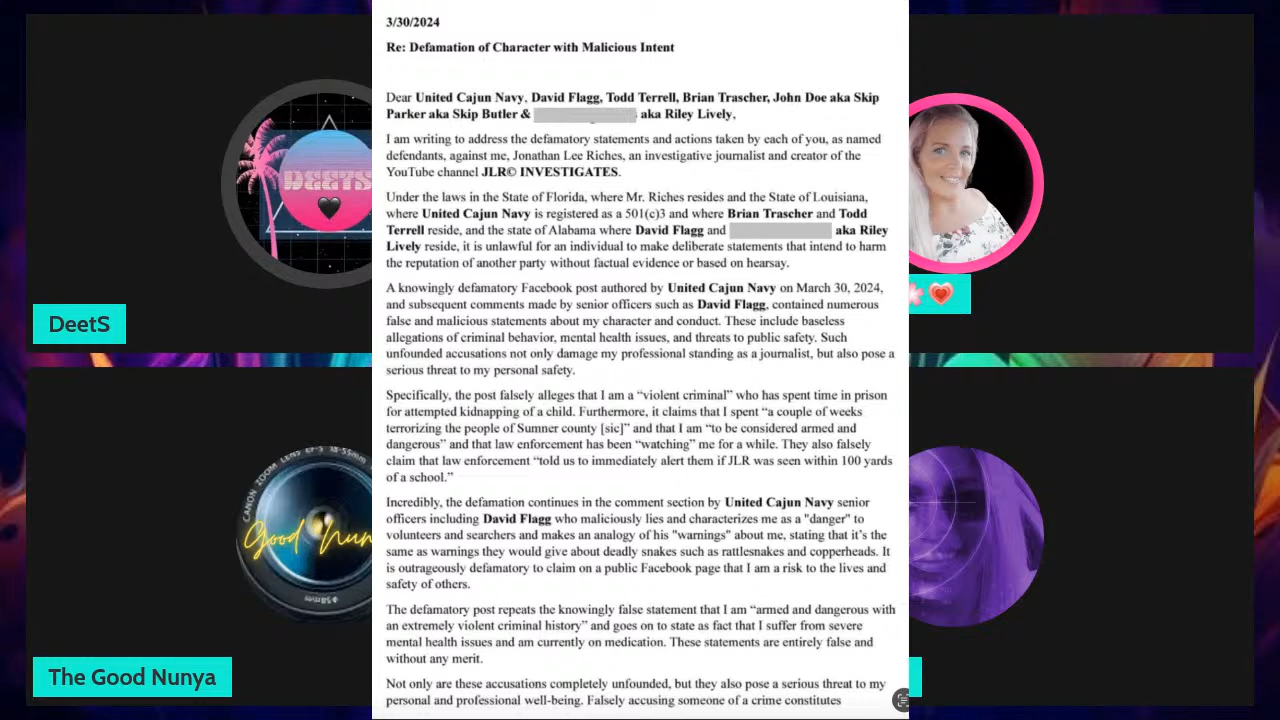 3/30/2024
Re: Defamation of Character with Malicious Intent
Dear United Cajun Navy, David Flagg, Todd Terrell, Brian Trascher, John Doe aka Skip
Parker aka Skip Butler & aka Riley Lively,
I am writing to address the defamatory statements and actions taken by each of you, as named
defendants, against me, Jonathan Lee Riches, an investigative journalist and creator of the
YouTube channel JLR© INVESTIGATES.
Under the laws in the State of Florida, where Mr. Riches resides and the State of Louisiana,
where United Cajun Navy is registered as a 501(c)3 and where Brian Trascher and Todd
Terrell reside, and the state of Alabama where David Flagg and aka Riley
Lively reside, it is unlawful for an individual to make deliberate statements that intend to harm
the reputation of another party without factual evidence or based on hearsay.
A knowingly defamatory Facebook post authored by United Cajun Navy on March 30, 2024,
and subsequent comments made by senior officers such as David Flagg, contained numerous
false and malicious statements about my character and conduct. These include baseless
allegations of criminal behavior, mental health issues, and threats to public safety. Such
unfounded accusations not only damage my professional standing as a journalist, but also pose a
serious threat to my personal safety.
Specifically, the post falsely alleges that I am a “violent criminal” who has spent time in prison
for attempted kidnapping of a child. Furthermore, it claims that I spent “a couple of weeks
terrorizing the people of Sumner county [sic]” and that I am “to be considered armed and
dangerous” and that law enforcement has been “watching” me for a while. They also falsely
claim that law enforcement “told us to immediately alert them if JLR was seen within 100 yards
of a school.”
Incredibly, the defamation continues in the comment section by United Cajun Navy senior
officers including David Flagg who maliciously lies and characterizes me as a "danger" to
volunteers and searchers and makes an analogy of his "warnings" about me, stating that it’s the
same as warnings they would give about deadly snakes such as rattlesnakes and copperheads. It
is outrageously defamatory to claim on a public Facebook page that I am a risk to the lives and
safety of others.
The defamatory post repeats the knowingly false statement that I am “armed and dangerous with
an extremely violent criminal history” and goes on to state as fact that I suffer from severe
mental health issues and am currently on medication. These statements are entirely false and
without any merit.
Not only are these accusations completely unfounded, but they also pose a serious threat to my
personal and professional well-being. Falsely accusing someone of a crime constitutes
DEETS
DeetS
CANON ZOOM LENS EF-S 18-55mm
Good Nun
The Good Nunya